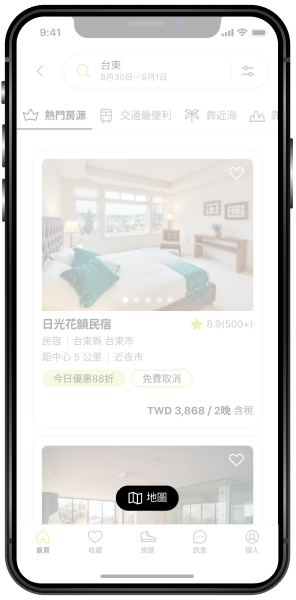 9:41
台東
8月30日－9月1日
熱門房源
交通最便利
靠近海
靠
日光花韻民宿
8.9(500+)
民宿｜台東縣 台東市
距中心 5 公里｜近夜市
今日優惠88折
免費取消
TWD 3,868 / 2晚 含稅
地圖
首頁
收藏
旅歷
訊息
個人